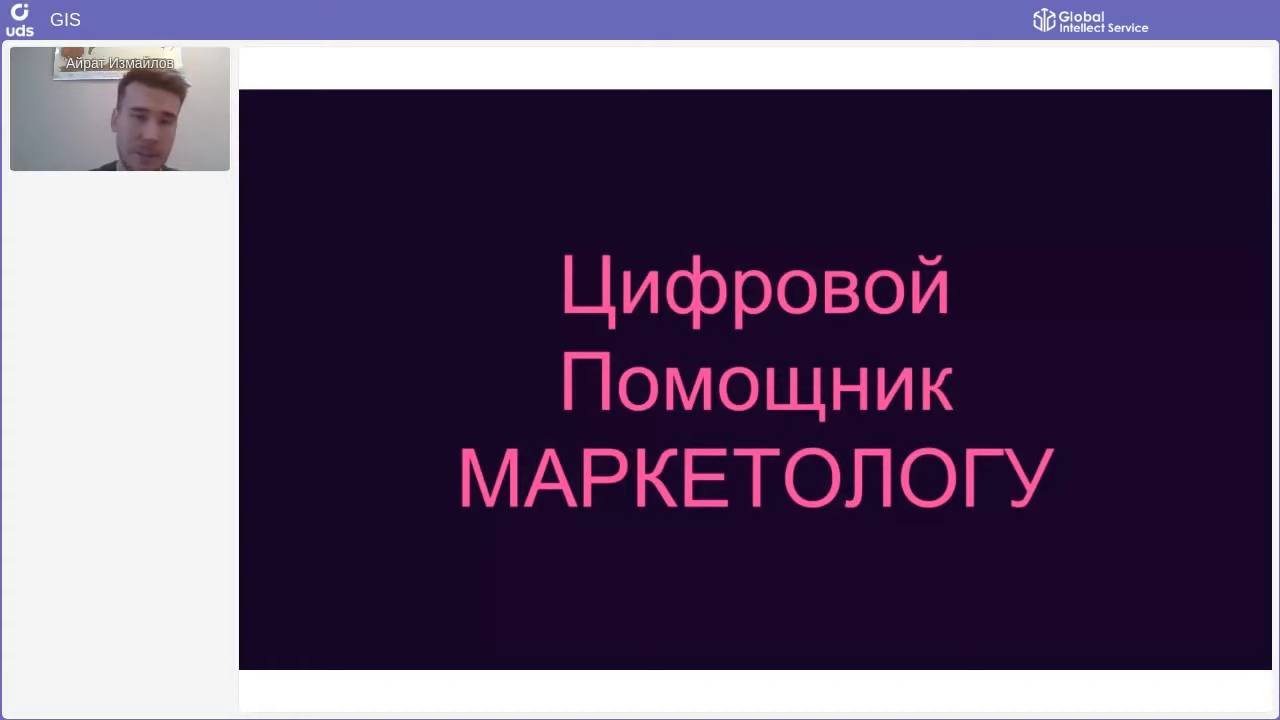 uds
GIS
Global
Intellect Service
Айрат Измайлов
Цифровой
Помощник
МАРКЕТОЛОГУ